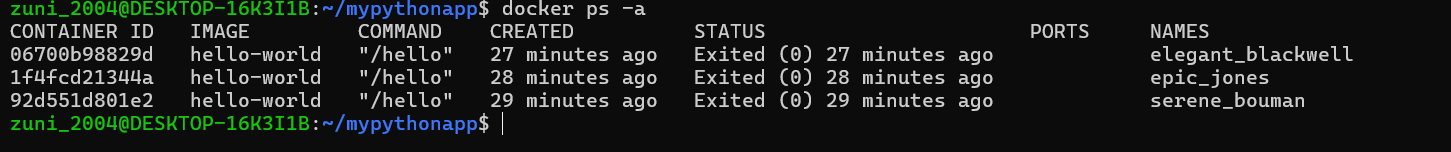 zuni_2004@DESKTOP-16K3I1B:~/mypythonapp$ docker ps -a
CONTAINER ID   IMAGE         COMMAND    CREATED          STATUS                      PORTS     NAMES
06700b98829d   hello-world   "/hello"   27 minutes ago   Exited (0) 27 minutes ago             elegant_blackwell
1f4fcd21344a   hello-world   "/hello"   28 minutes ago   Exited (0) 28 minutes ago             epic_jones
92d551d801e2   hello-world   "/hello"   29 minutes ago   Exited (0) 29 minutes ago             serene_bouman
zuni_2004@DESKTOP-16K3I1B:~/mypythonapp$